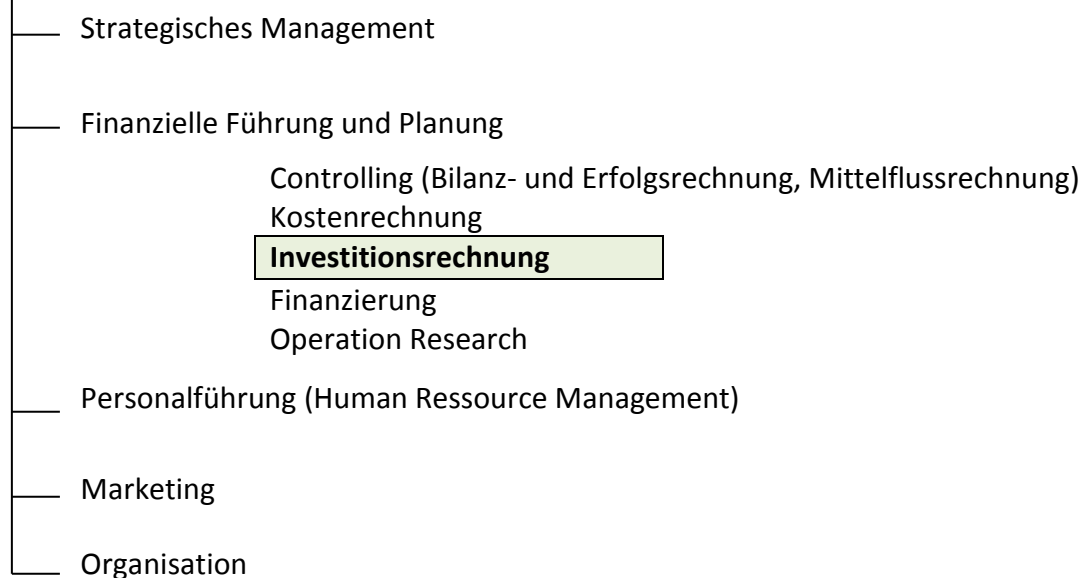 Strategisches Management
Finanzielle Führung und Planung
Controlling (Bilanz- und Erfolgsrechnung, Mittelflussrechnung)
Kostenrechnung
Investitionsrechnung
Finanzierung
Operation Research
Personalführung (Human Ressource Management)
Marketing
Organisation